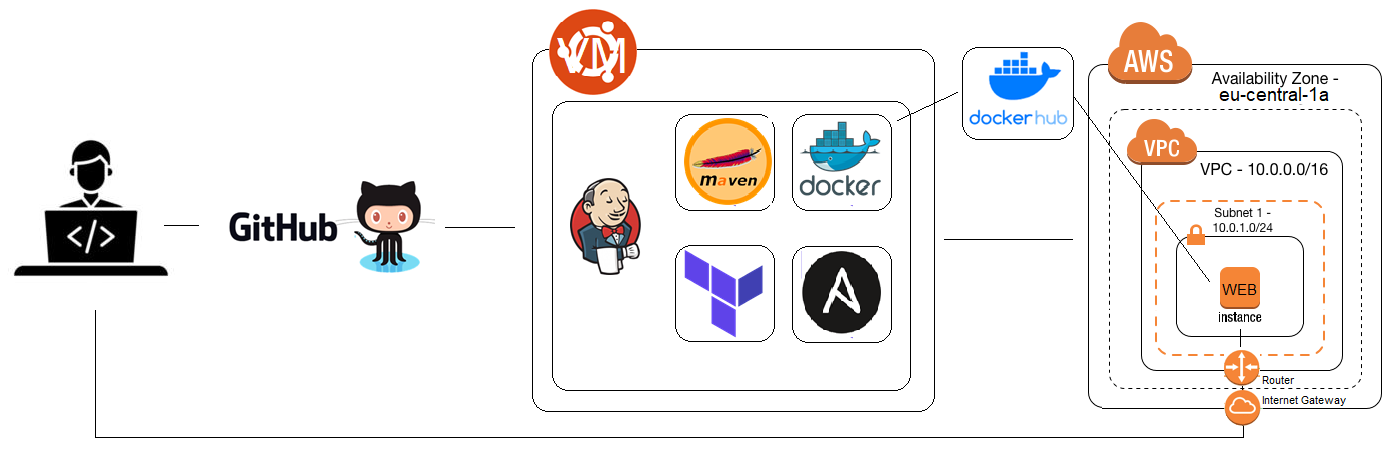 </>
GitHub
VM
maven
docker
docker hub
AWS
Availability Zone -
eu-central-1a
VPC
VPC - 10.0.0.0/16
Subnet 1 -
10.0.1.0/24
WEB
instance
Router
Internet Gateway